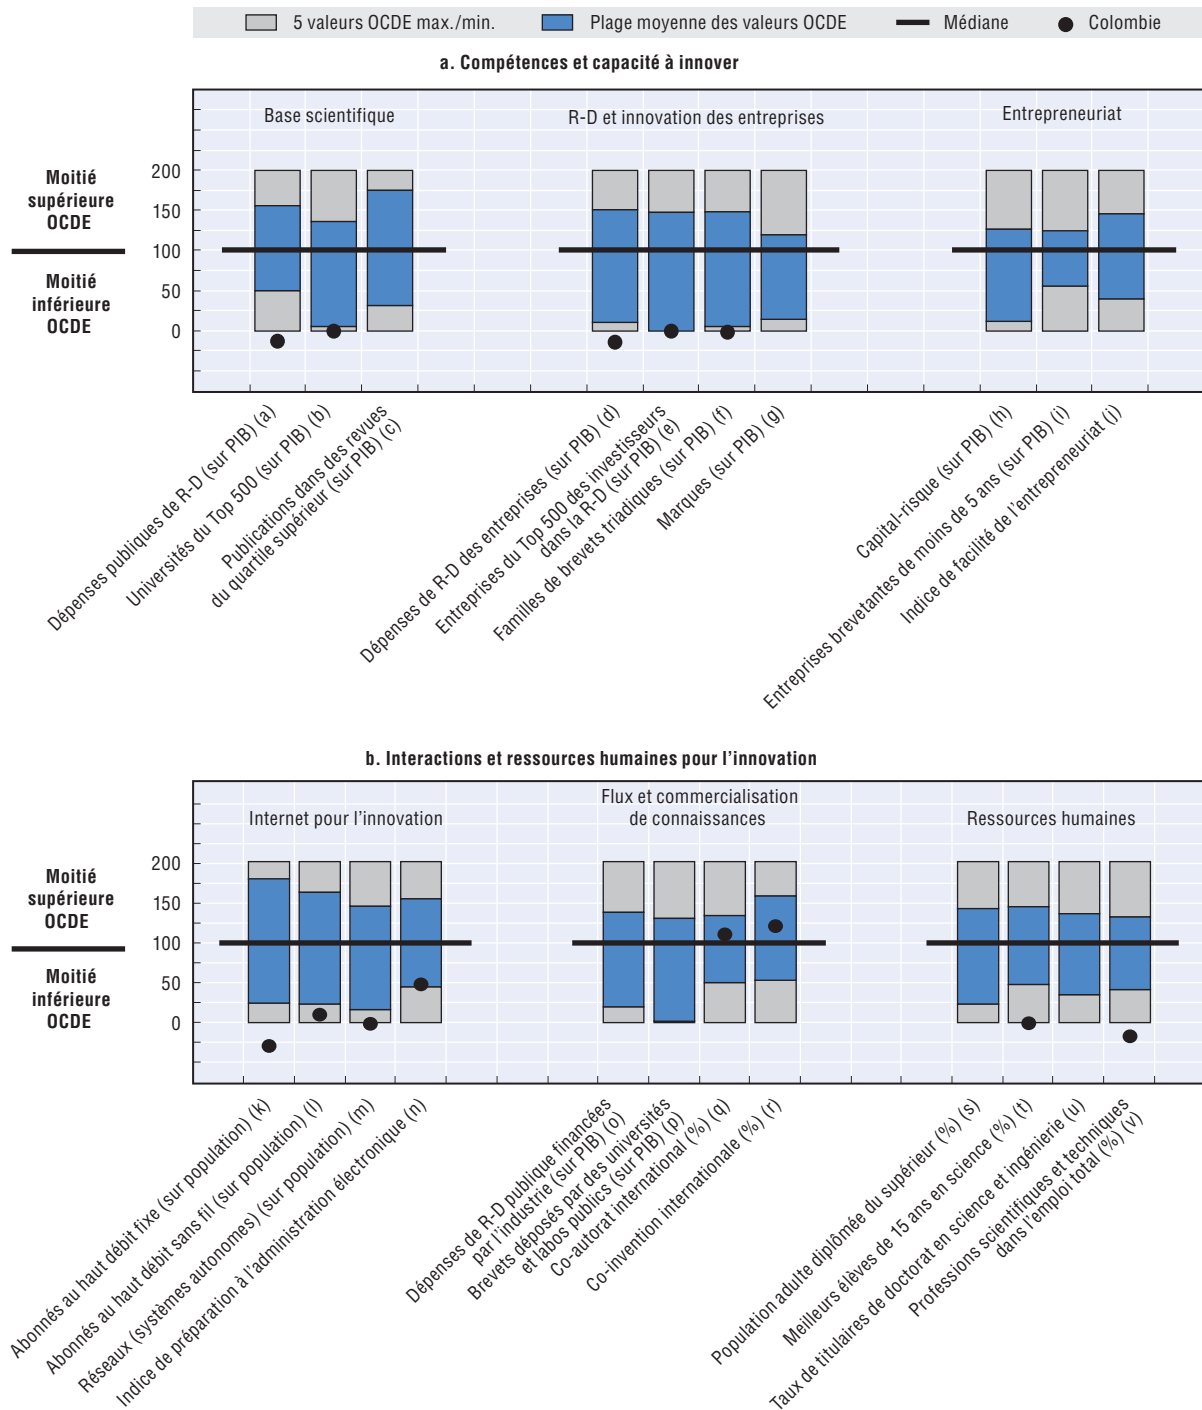 5 valeurs OCDE max./min.
Plage moyenne des valeurs OCDE
Médiane
Colombie
a. Compétences et capacité à innover
Base scientifique
R-D et innovation des entreprises
Entrepreneuriat
Moitié
supérieure
OCDE
Moitié
inférieure
OCDE
200
150
100
50
0
Dépenses publiques de R-D (sur PIB) (a)
Universités du Top 500 (sur PIB) (b)
Publications dans des revues
du quartile supérieur (sur PIB) (c)
Dépenses de R-D des entreprises (sur PIB) (d)
Entreprises du Top 500 des investisseurs
dans la R-D (sur PIB) (e)
Familles de brevets triadiques (sur PIB) (f)
Marques (sur PIB) (g)
Capital-risque (sur PIB) (h)
Entreprises brevetantes de moins de 5 ans (sur PIB) (i)
Indice de facilité de l'entrepreneuriat (j)
b. Interactions et ressources humaines pour l'innovation
Internet pour l'innovation
Flux et commercialisation
de connaissances
Ressources humaines
Moitié
supérieure
OCDE
Moitié
inférieure
OCDE
200
150
100
50
0
Abonnés au haut débit fixe (sur population) (k)
Abonnés au haut débit sans fil (sur population) (l)
Réseaux (systèmes autonomes) (sur population) (m)
Indice de préparation à l'administration électronique (n)
Dépenses de R-D publique financées
par l'industrie (sur PIB) (o)
Brevets déposés par des universités
et labos publics (sur PIB) (p)
Co-autorat international (%) (q)
Co-invention internationale (%) (r)
Population adulte diplômée du supérieur (%) (s)
Meilleurs élèves de 15 ans en science (%) (t)
Taux de titulaires de doctorat en science et ingénierie (u)
Professions scientifiques et techniques
dans l'emploi total (%) (v)